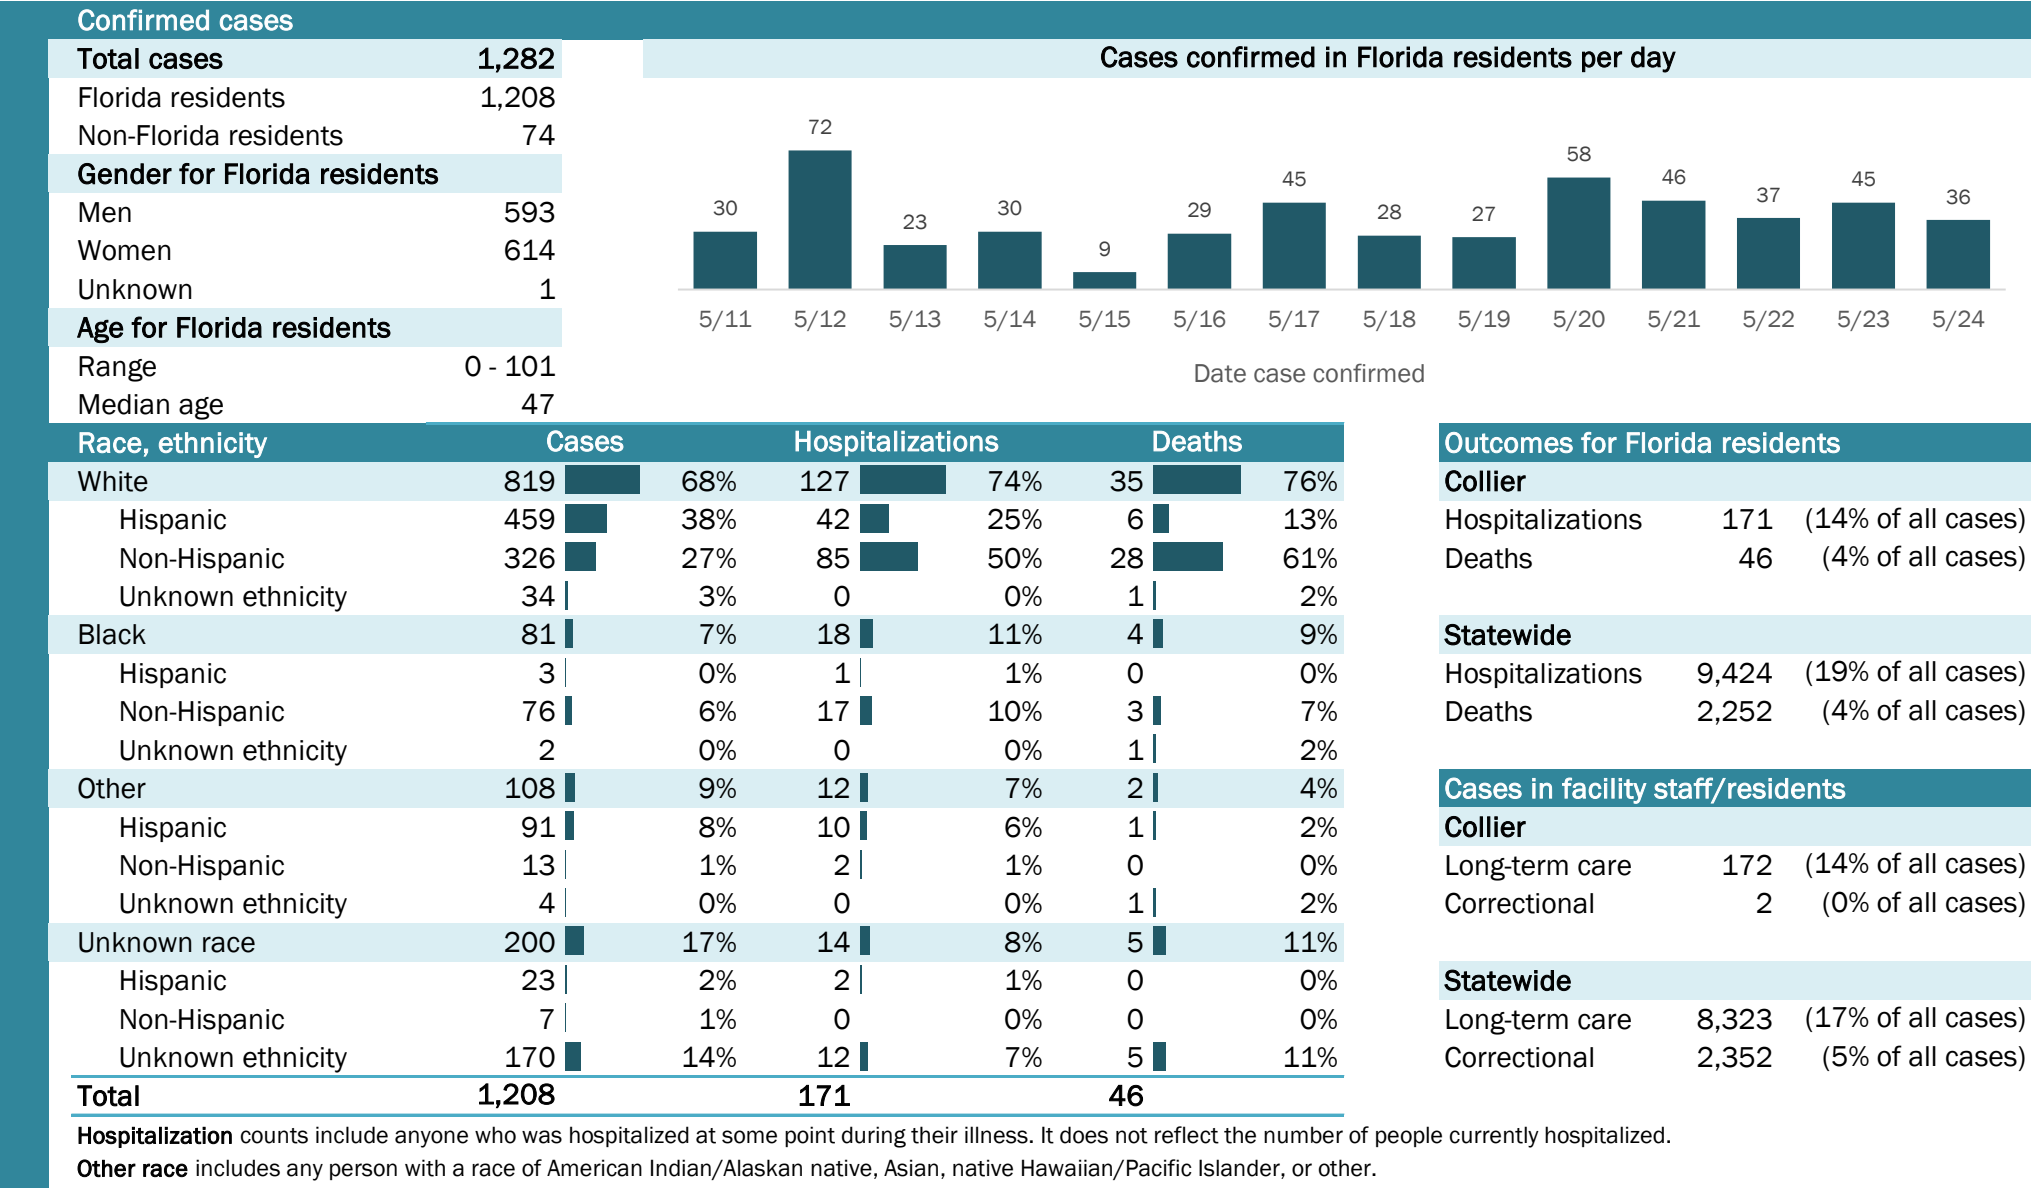 Confirmed cases
Total cases 1,282
Florida residents 1,208
Non-Florida residents 74
Gender for Florida residents
Men 593
Women 614
Unknown 1
Age for Florida residents
Range 0 - 101
Median age 47
Cases confirmed in Florida residents per day
30 72 23 30 9 29 45 28 27 58 46 37 45 36
5/11 5/12 5/13 5/14 5/15 5/16 5/17 5/18 5/19 5/20 5/21 5/22 5/23 5/24
Date case confirmed
Race, ethnicity Cases Hospitalizations Deaths
White 819 68% 127 74% 35 76%
Hispanic 459 38% 42 25% 6 13%
Non-Hispanic 326 27% 85 50% 28 61%
Unknown ethnicity 34 3% 0 0% 1 2%
Black 81 7% 18 11% 4 9%
Hispanic 3 0% 1 1% 0 0%
Non-Hispanic 76 6% 17 10% 3 7%
Unknown ethnicity 2 0% 0 0% 1 2%
Other 108 9% 12 7% 2 4%
Hispanic 91 8% 10 6% 1 2%
Non-Hispanic 13 1% 2 1% 0 0%
Unknown ethnicity 4 0% 0 0% 1 2%
Unknown race 200 17% 14 8% 5 11%
Hispanic 23 2% 2 1% 0 0%
Non-Hispanic 7 1% 0 0% 0 0%
Unknown ethnicity 170 14% 12 7% 5 11%
Total 1,208 171 46
Outcomes for Florida residents
Collier
Hospitalizations 171 (14% of all cases)
Deaths 46 (4% of all cases)
Statewide
Hospitalizations 9,424 (19% of all cases)
Deaths 2,252 (4% of all cases)
Cases in facility staff/residents
Collier
Long-term care 172 (14% of all cases)
Correctional 2 (0% of all cases)
Statewide
Long-term care 8,323 (17% of all cases)
Correctional 2,352 (5% of all cases)
Hospitalization counts include anyone who was hospitalized at some point during their illness. It does not reflect the number of people currently hospitalized.
Other race includes any person with a race of American Indian/Alaskan native, Asian, native Hawaiian/Pacific Islander, or other.